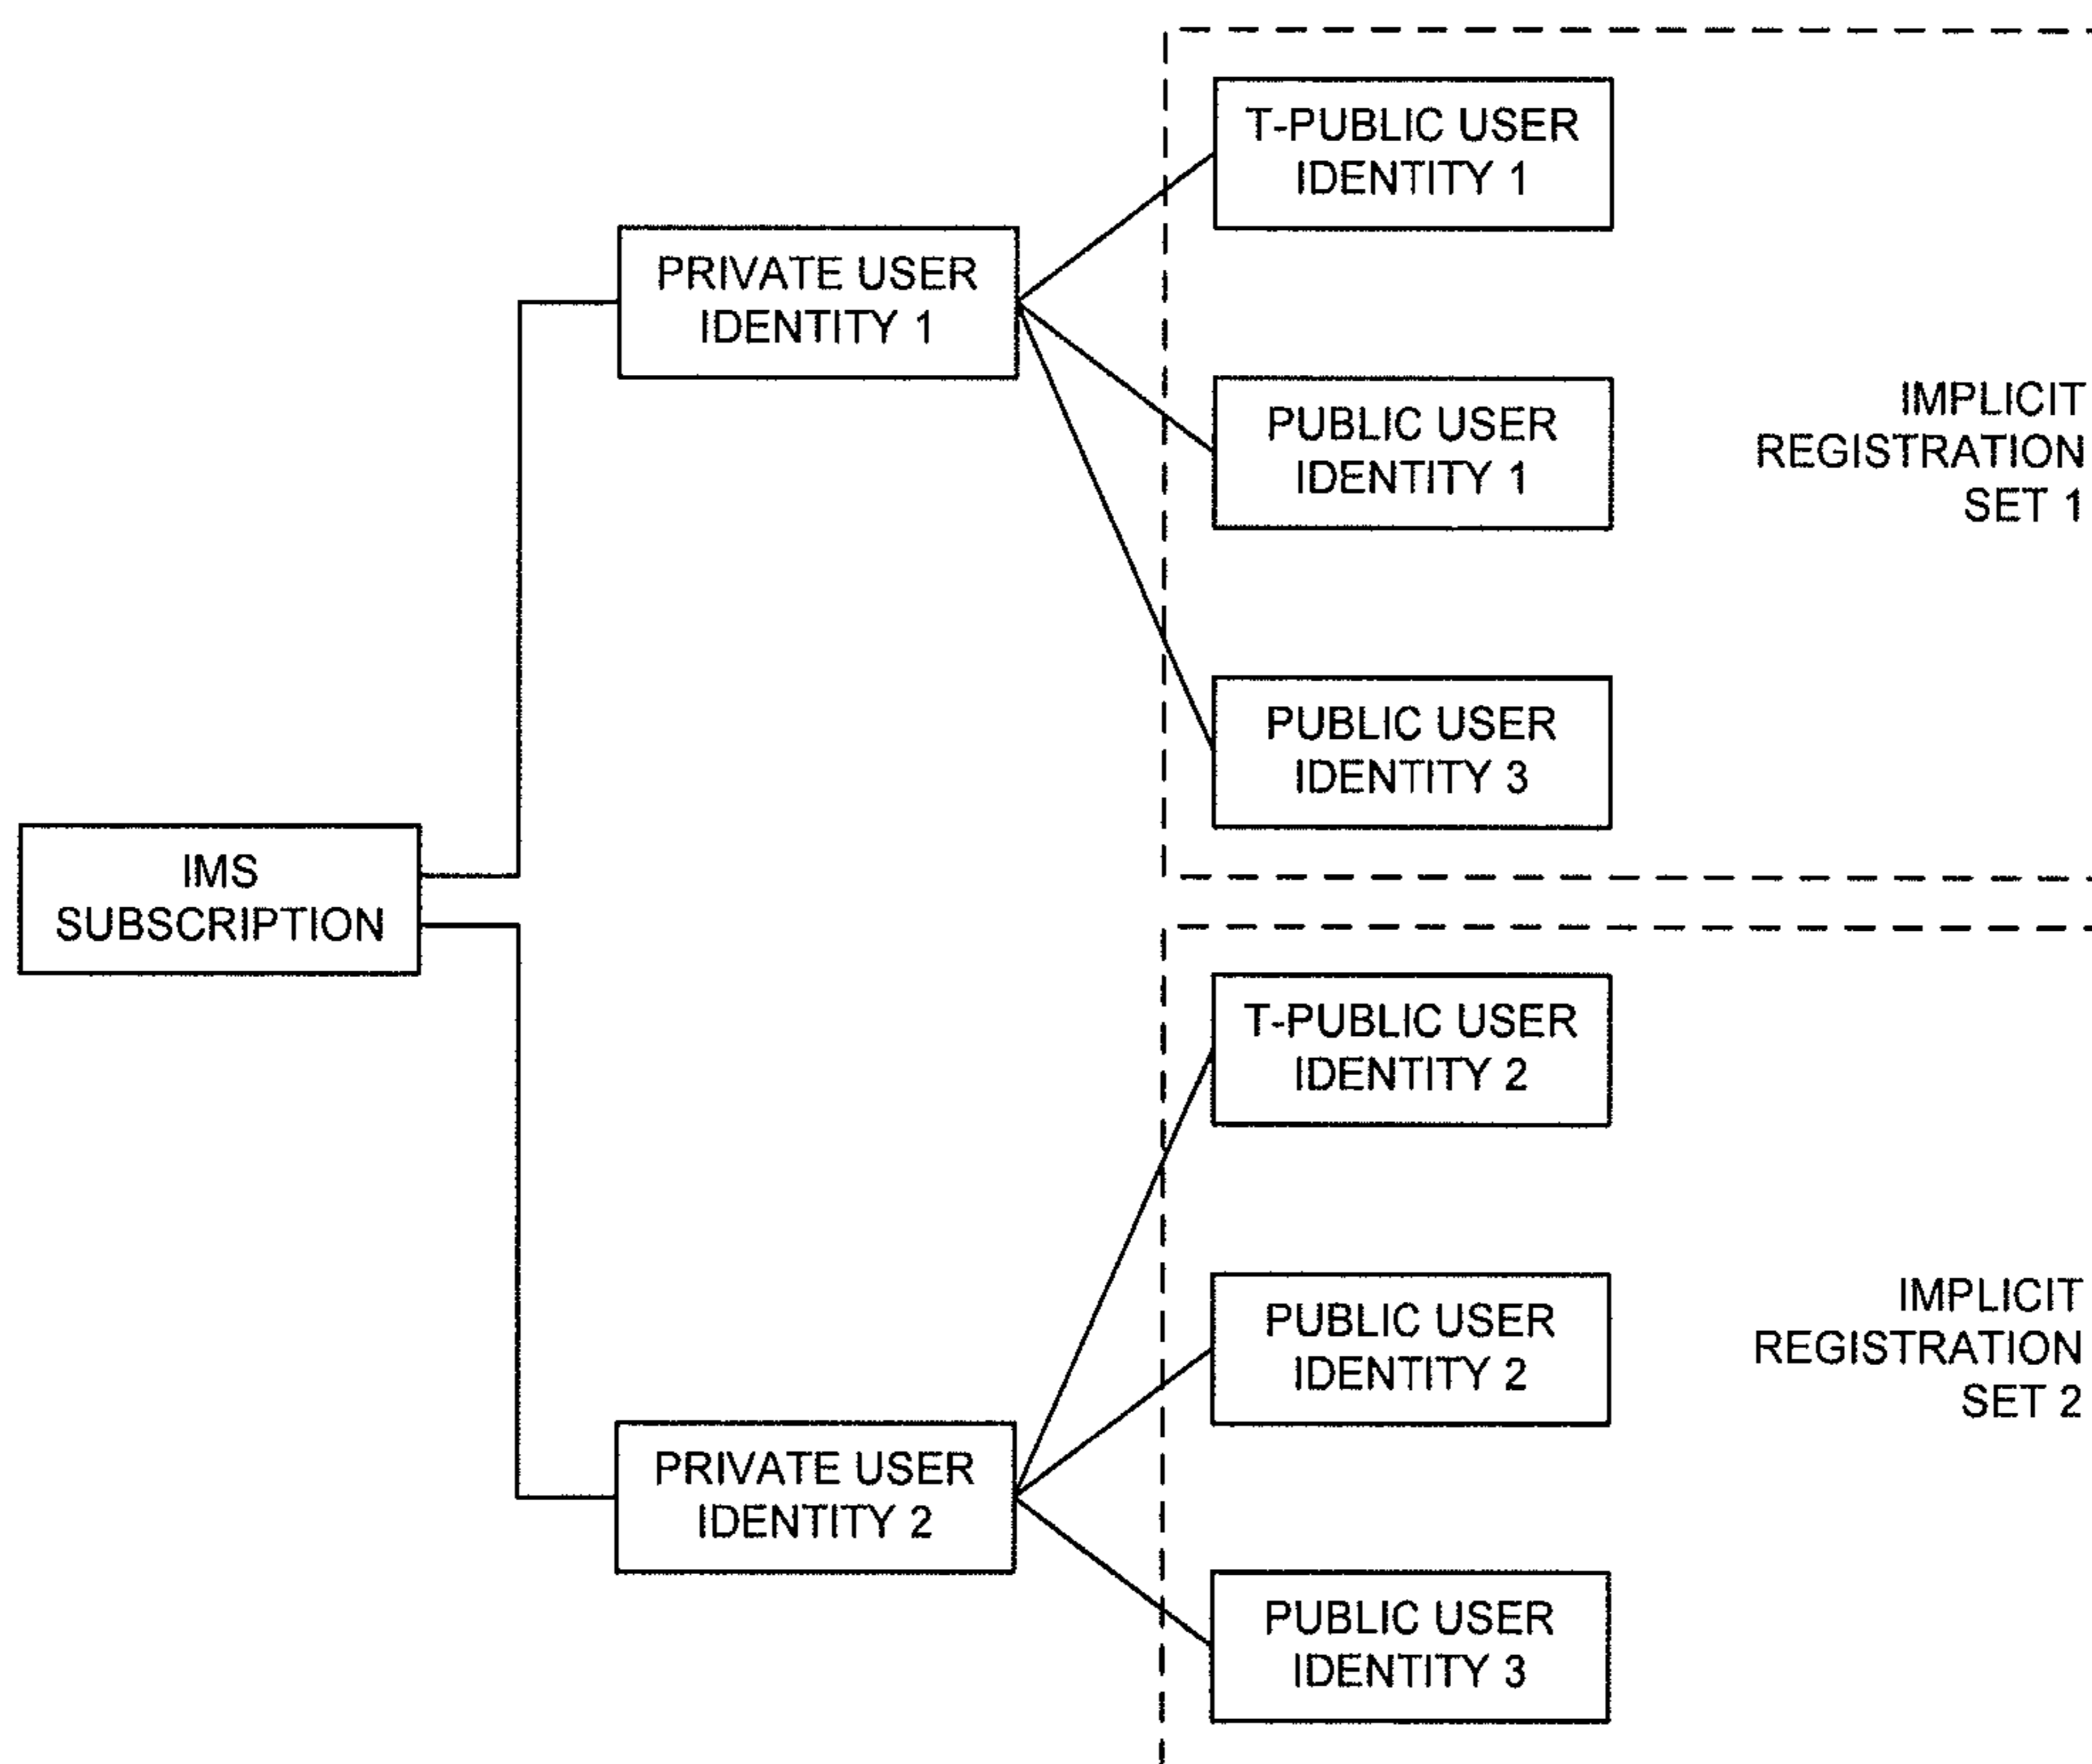 T-PUBLIC USER
IDENTITY 1
PRIVATE USER
IDENTITY 1
PUBLIC USER
IDENTITY 1
IMPLICIT
REGISTRATION
SET 1
PUBLIC USER
IDENTITY 3
IMS
SUBSCRIPTION
T-PUBLIC USER
IDENTITY 2
PUBLIC USER
IDENTITY 2
IMPLICIT
REGISTRATION
SET 2
PRIVATE USER
IDENTITY 2
PUBLIC USER
IDENTITY 3